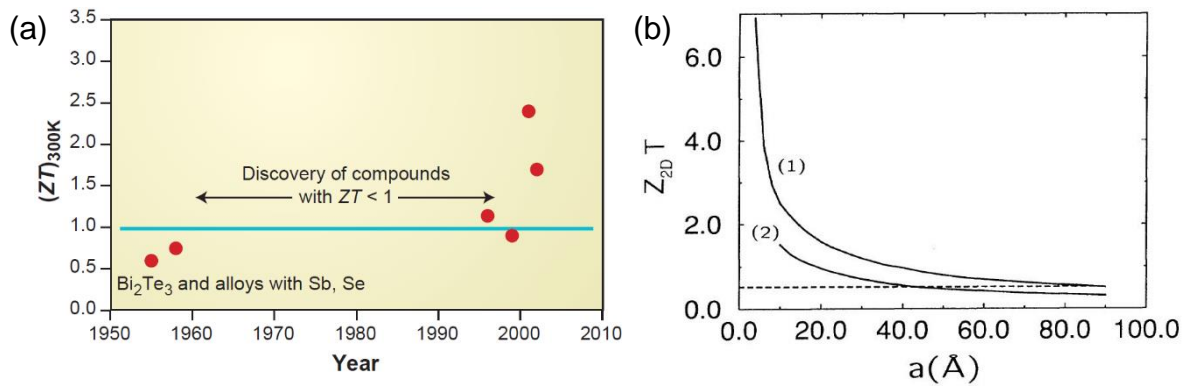 (a)
(ZT)300K
3.5
3.0
2.5
2.0
1.5
1.0
0.5
0.0
Discovery of compounds
with ZT < 1
Bi₂Te₃ and alloys with Sb, Se
1950 1960 1970 1980 1990 2000 2010
Year
(b)
Z₂D T
6.0
4.0
2.0
0.0
(1)
(2)
0.0 20.0 40.0 60.0 80.0 100.0
a(Å)